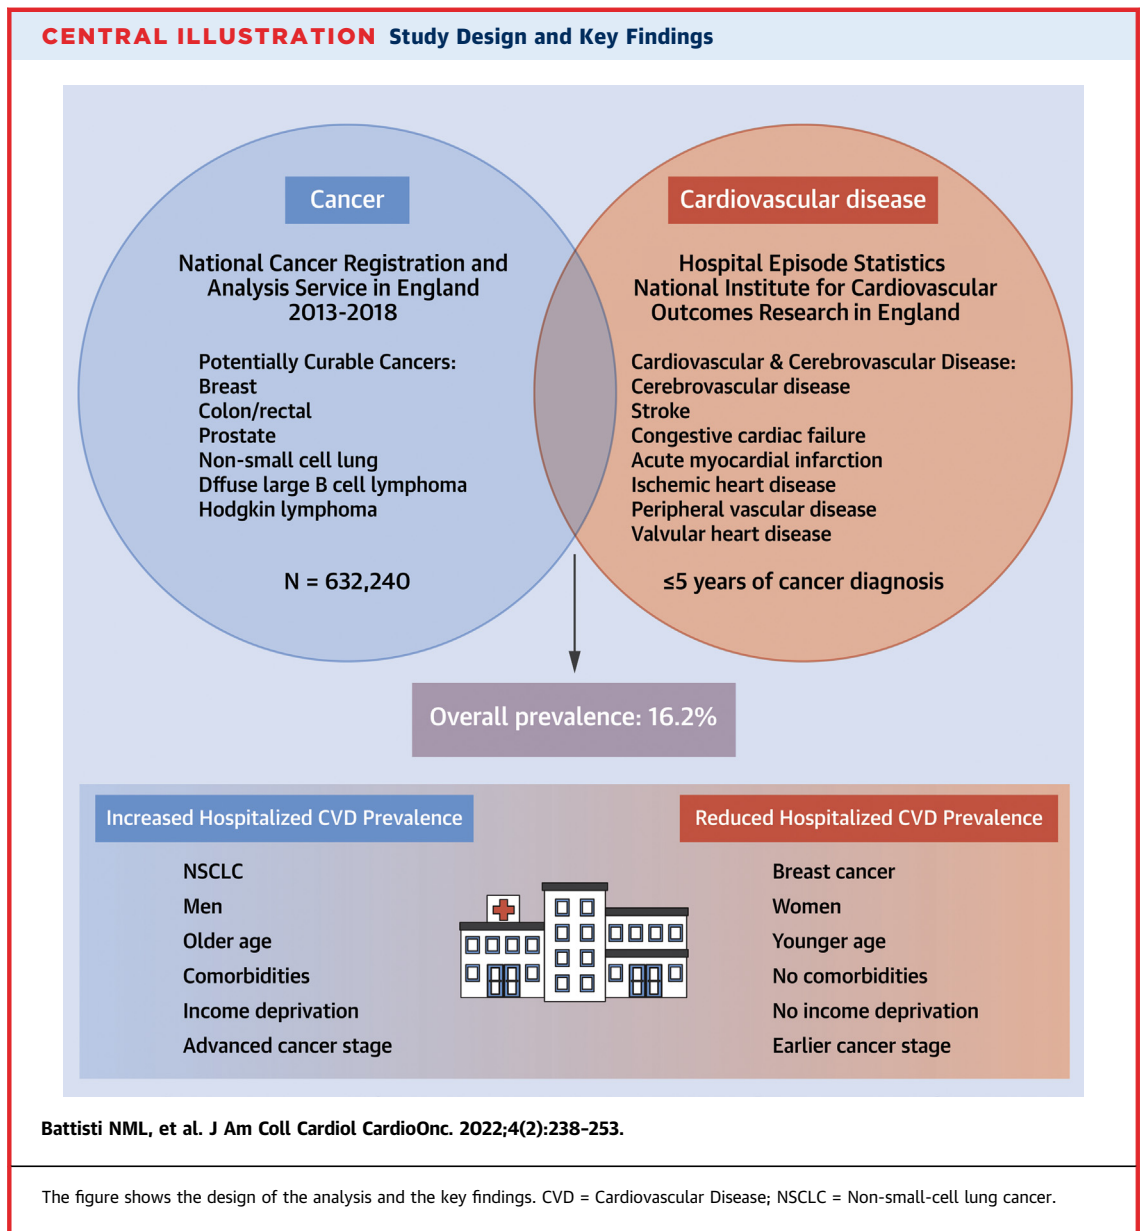 CENTRAL ILLUSTRATION Study Design and Key Findings
Cancer
National Cancer Registration and
Analysis Service in England
2013-2018
Potentially Curable Cancers:
Breast
Colon/rectal
Prostate
Non-small cell lung
Dffuse large B cell lymphoma
Hodgkin lymphoma
N = 632,240
Cardiovascular disease
Hospital Episode Statistics
National Institute for Cardiovascular
Outcomes Research in England
Cardiovascular & Cerebrovascular Disease:
Cerebrovascular disease
Stroke
Congestive cardiac failure
Acute myocardial infarction
Ischemic heart disease
Peripheral vascular disease
Valvular heart disease
≤5 years of cancer diagnosis
Overall prevalence: 16.2%
Increased Hospitalized CVD Prevalence
NSCLC
Men
Older age
Comorbidities
Income deprivation
Advanced cancer stage
Reduced Hospitalized CVD Prevalence
Breast cancer
Women
Younger age
No comorbidities
No income deprivation
Earlier cancer stage
Battisti NML, et al. J Am Coll Cardiol CardioOnc. 2022;4(2):238–253.
The figure shows the design of the analysis and the key findings. CVD = Cardiovascular Disease; NSCLC = Non-small-cell lung cancer.